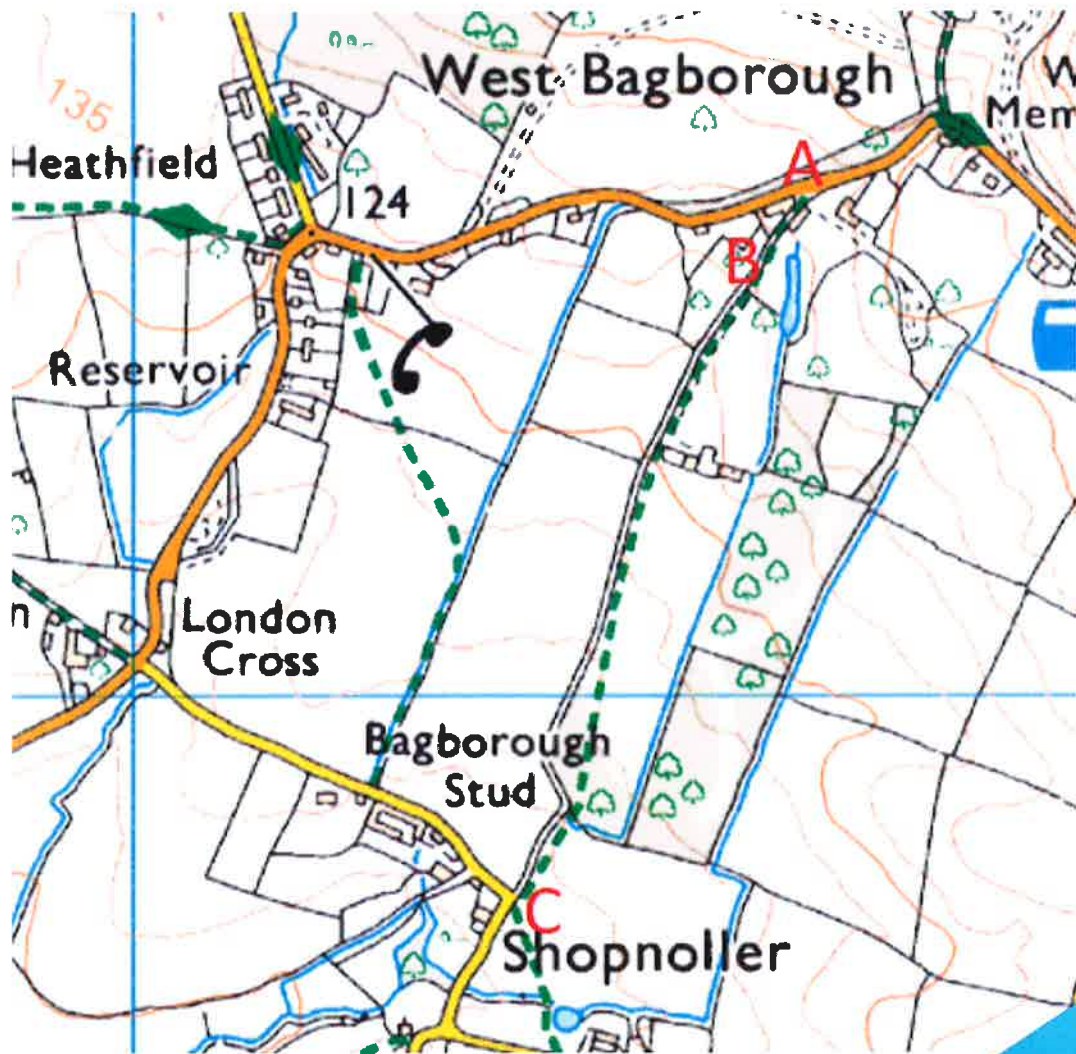 135
West Bagborough
W
Mem
Heathfield
A
124
B
Reservoir
n
London
Cross
Bagborough
Stud
C
Shopnoller